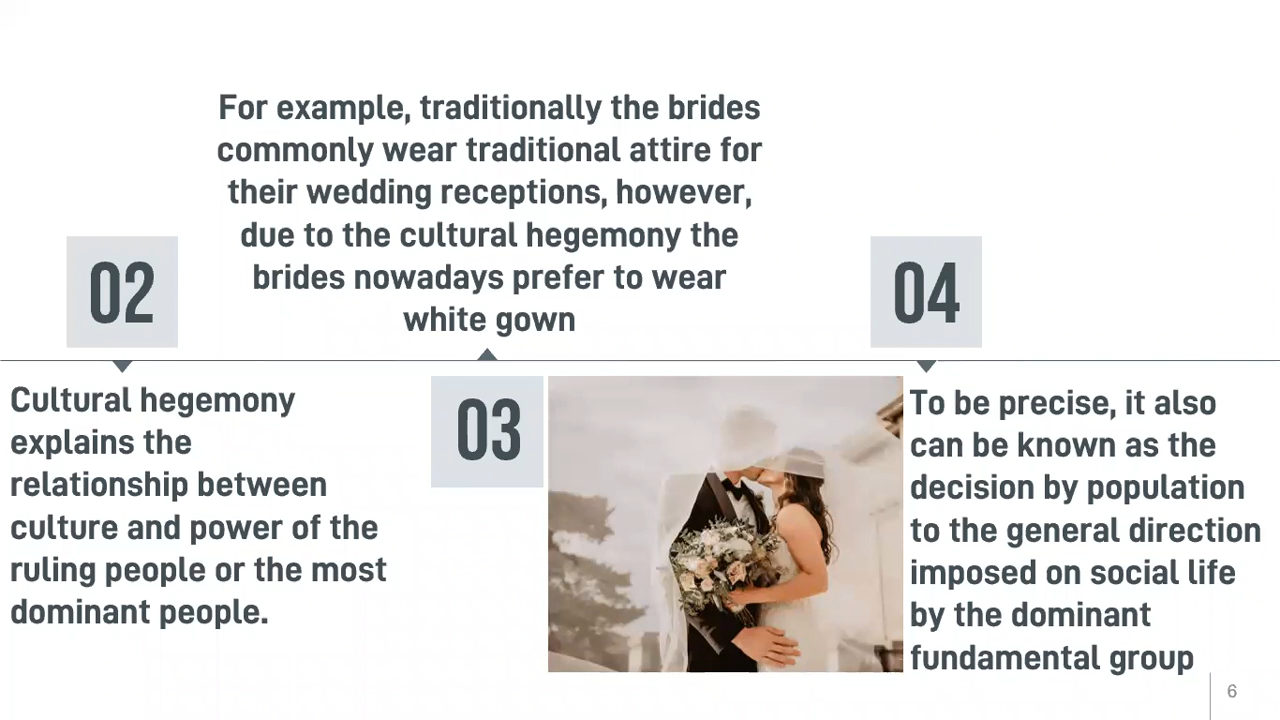 02
Cultural hegemony
explains the
relationship between
culture and power of the
ruling people or the most
dominant people.
For example, traditionally the brides
commonly wear traditional attire for
their wedding receptions, however,
due to the cultural hegemony the
brides nowadays prefer to wear
white gown
03
04
To be precise, it also
can be known as the
decision by population
to the general direction
imposed on social life
by the dominant
fundamental group
6